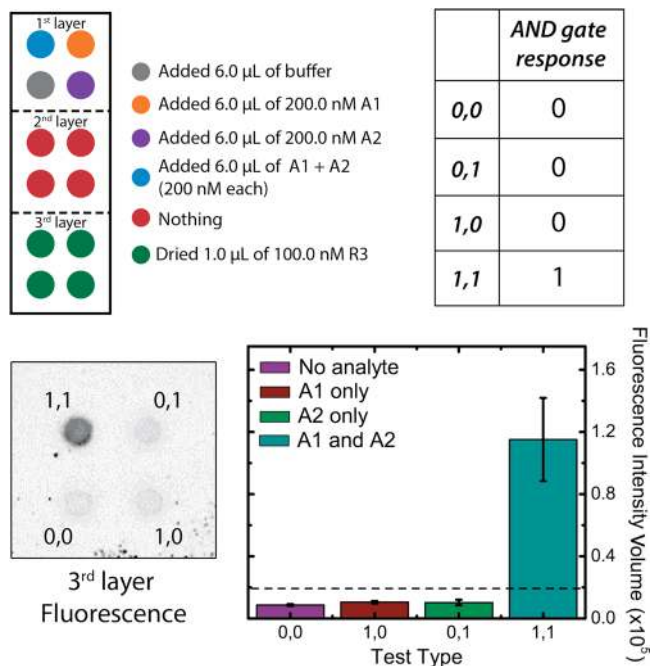 1st layer
2nd layer
3rd layer
Added 6.0 µL of buffer
Added 6.0 µL of 200.0 nM A1
Added 6.0 µL of 200.0 nM A2
Added 6.0 µL of A1 + A2
(200 nM each)
Nothing
Dried 1.0 µL of 100.0 nM R3
AND gate
response
0,0 0
0,1 0
1,0 0
1,1 1
1,1 0,1
0,0 1,0
3rd layer
Fluorescence
No analyte
A1 only
A2 only
A1 and A2
1.6
1.2
0.8
0.4
0.0
Fluorescence Intensity Volume (x10⁵)
0,0 1,0 0,1 1,1
Test Type